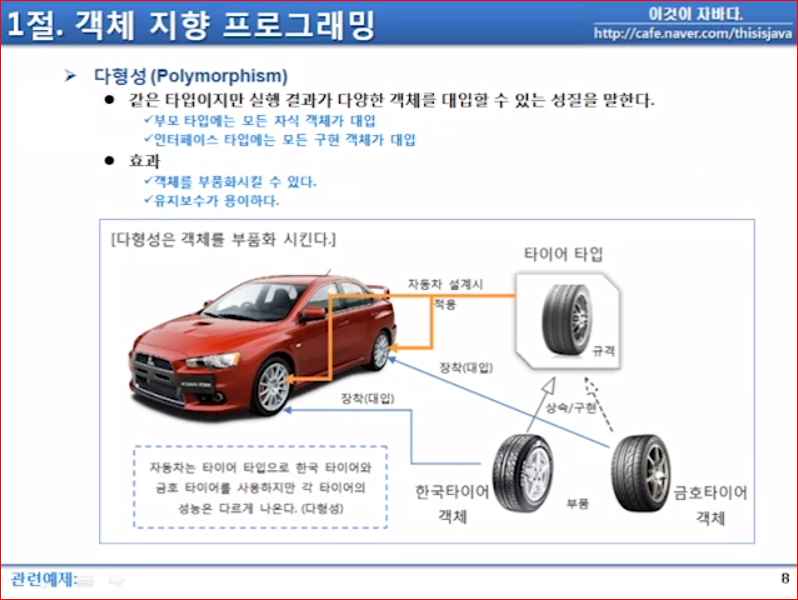 1절. 객체 지향 프로그래밍
이것이 자바다.
http://cafe.naver.com/thisisjava
다형성(Polymorphism)
같은 타입이지만 실행 결과가 다양한 객체를 대입할 수 있는 성질을 말한다.
부모 타입에는 모든 자식 객체가 대입
인터페이스 타입에는 모든 구현 객체가 대입
효과
객체를 부품화시킬 수 있다.
유지보수가 용이하다.
[다형성은 객체를 부품화 시킨다.]
타이어 타입
자동차 설계시
적용
규격
장착(대입)
장착(대입)
상속/구현
자동차는 타이어 타입으로 한국 타이어와
금호 타이어를 사용하지만 각 타이어의
성능은 다르게 나온다. (다형성)
한국타이어
객체
부품
금호타이어
객체
관련예제:
8